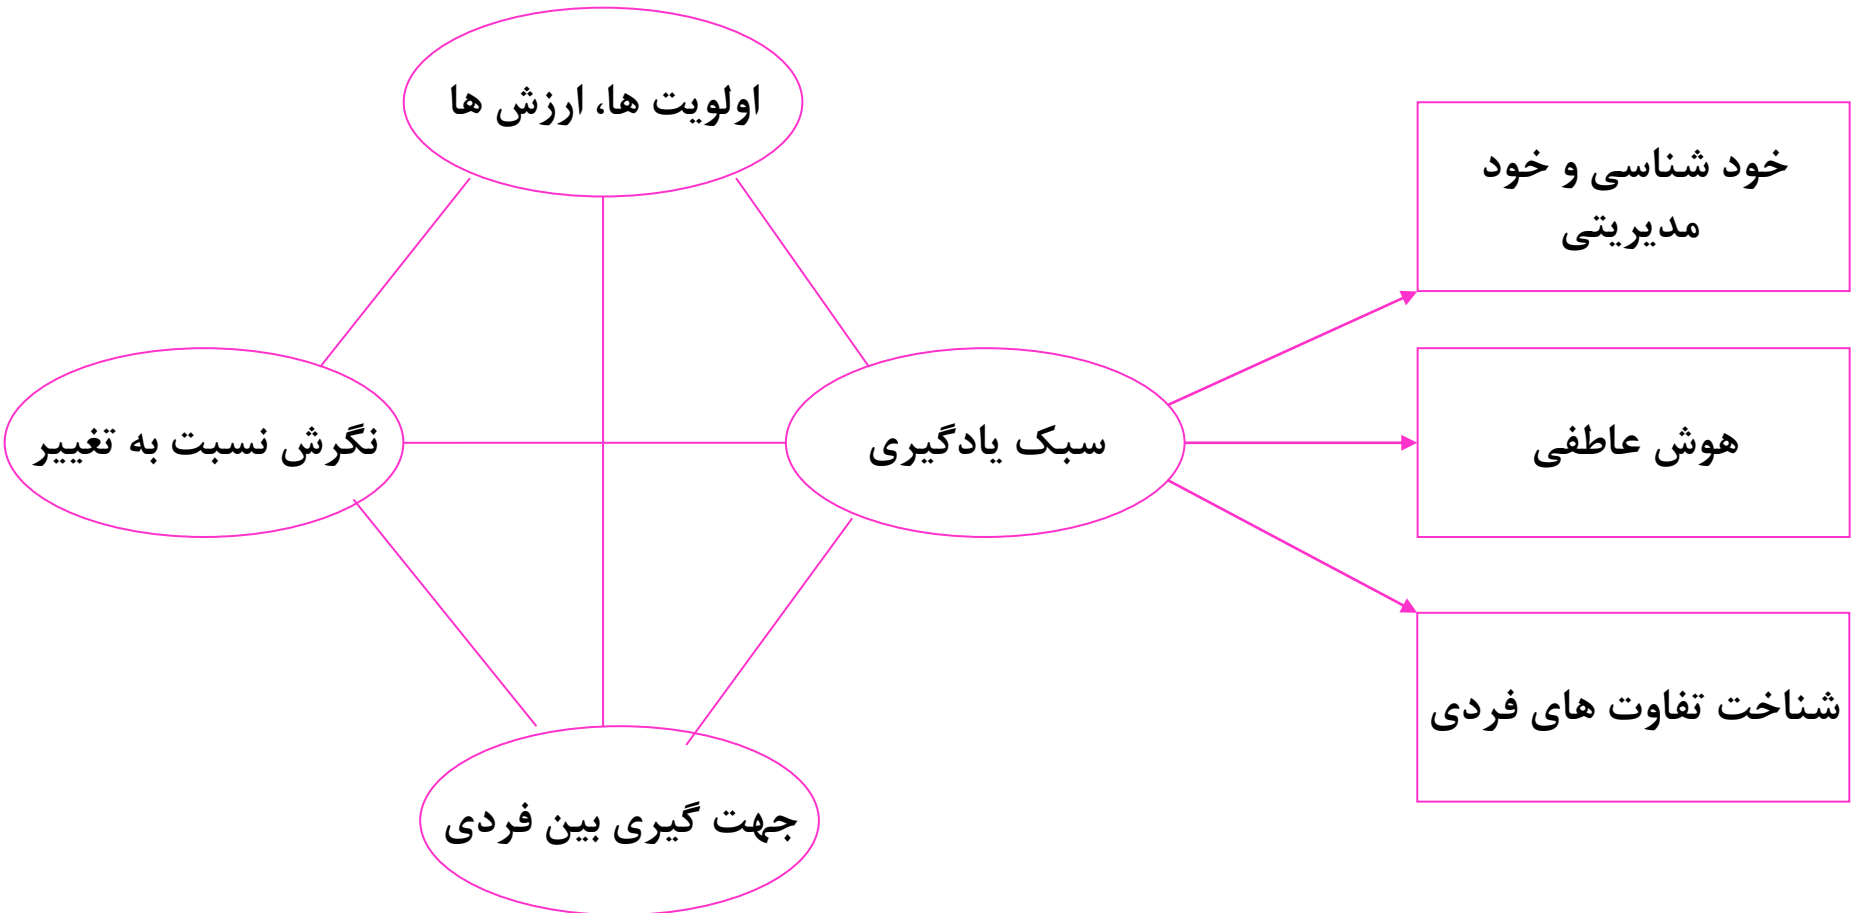 اولویت ها، ارزش ها
خود شناسی و خود
مدیریتی
نگرش نسبت به تغییر
سبک یادگیری
هوش عاطفی
شناخت تفاوت های فردی
جهت گیری بین فردی